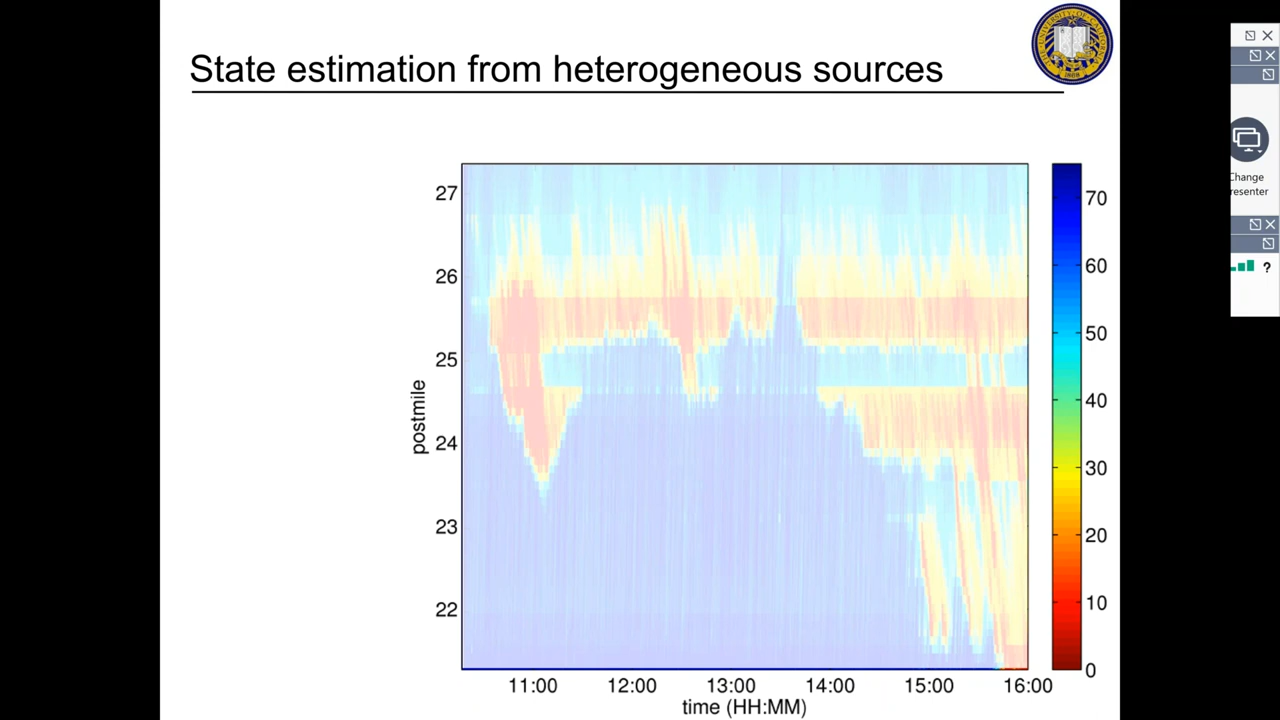 State estimation from heterogeneous sources
27
26
25
24
23
22
postmile
11:00 12:00 13:00 14:00 15:00 16:00
time (HH:MM)
70
60
50
40
30
20
10
0
Change
resenter
?